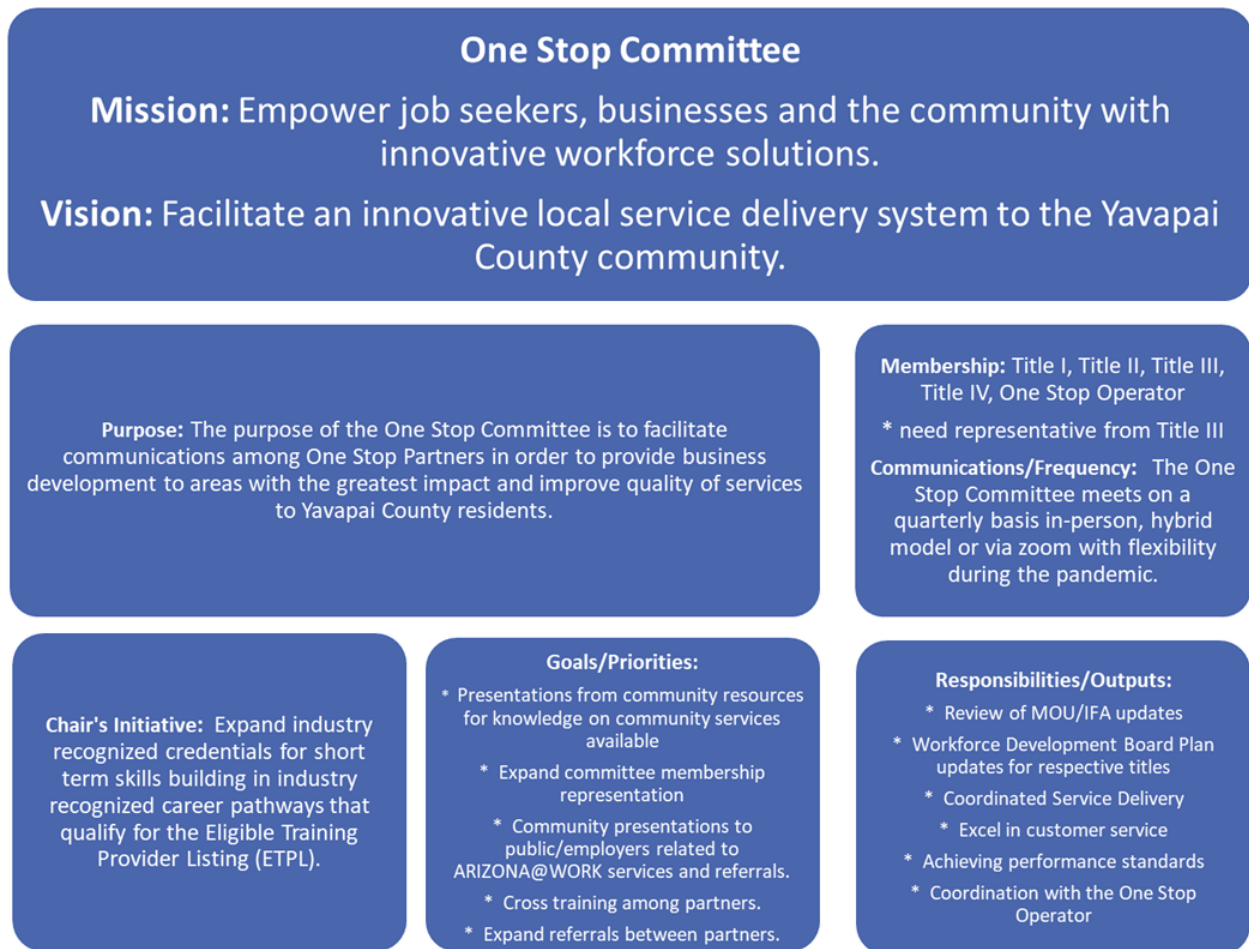 One Stop Committee
Mission: Empower job seekers, businesses and the community with
innovative workforce solutions.
Vision: Facilitate an innovative local service delivery system to the Yavapai
County community.
Purpose: The purpose of the One Stop Committee is to facilitate
communications among One Stop Partners in order to provide business
development to areas with the greatest impact and improve quality of services
to Yavapai County residents.
Membership: Title I, Title II, Title III,
Title IV, One Stop Operator
* need representative from Title III
Communications/Frequency: The One
Stop Committee meets on a
quarterly basis in-person, hybrid
model or via zoom with flexibility
during the pandemic.
Chair's Initiative: Expand industry
recognized credentials for short
term skills building in industry
recognized career pathways that
qualify for the Eligible Training
Provider Listing (ETPL).
Goals/Priorities:
* Presentations from community resources
for knowledge on community services
available
* Expand committee membership
representation
* Community presentations to
public/employers related to
ARIZONA@WORK services and referrals.
* Cross training among partners.
* Expand referrals between partners.
Responsibilities/Outputs:
* Review of MOU/IFA updates
* Workforce Development Board Plan
updates for respective titles
* Coordinated Service Delivery
* Excel in customer service
* Achieving performance standards
* Coordination with the One Stop
Operator